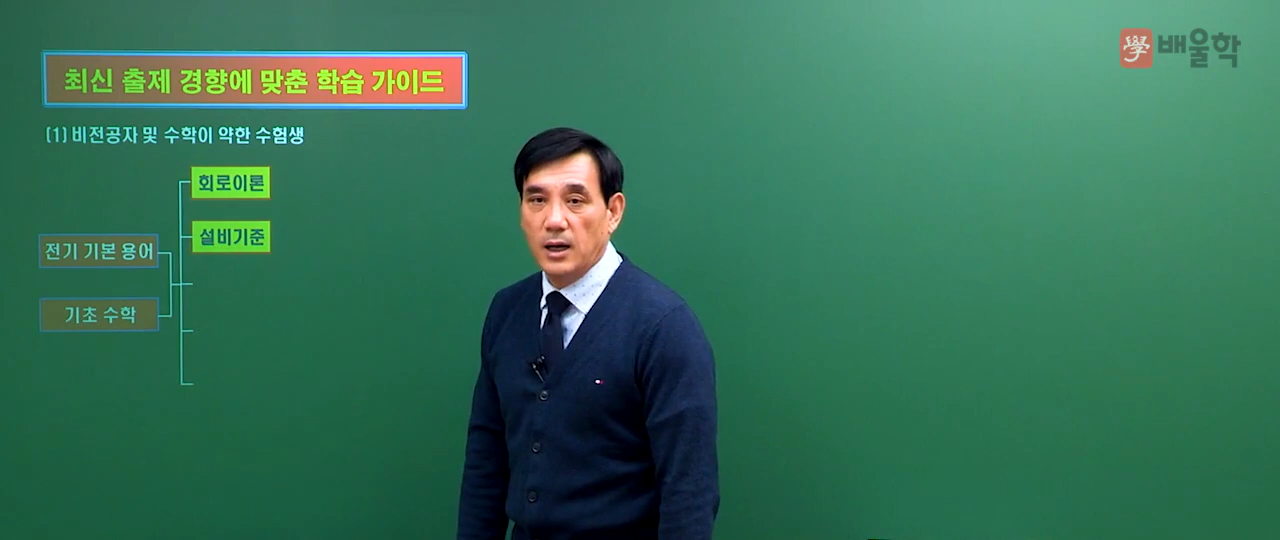 學배울학
최신 출제 경향에 맞춘 학습 가이드
(1) 비전공자 및 수학이 약한 수험생
회로이론
설비기준
전기 기본 용어
기초 수학